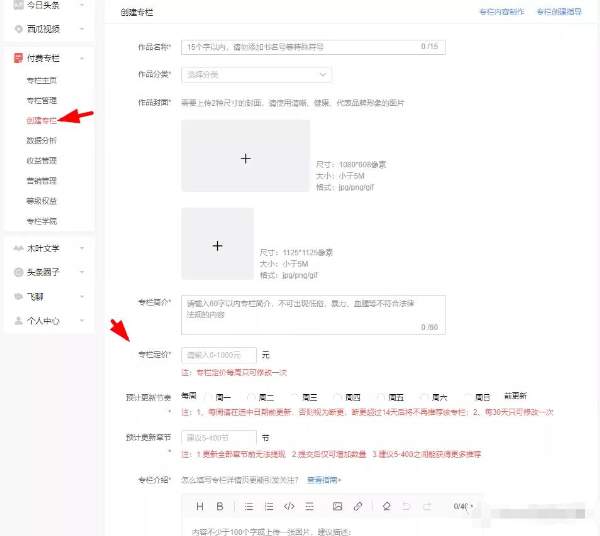 今日头条
西瓜视频
付费专栏
专栏主页
专栏管理
创建专栏
数据分析
收益管理
营销管理
等级权益
专栏学院
木叶文学
头条圈子
飞聊
个人中心
创建专栏
专栏内容制作 专栏创建指导
作品名称* 15个字以内，请勿添加书名号等特殊符号 0/15
作品分类* 选择分类
作品封面* 需要上传2种尺寸的封面，请使用清晰、健康、代表品牌形象的图片
尺寸：1080*608像素
大小：小于5M
格式：jpg/png/gif
尺寸：1125*1125像素
大小：小于5M
格式：jpg/png/gif
专栏简介* 请输入60字以内专栏简介，不可出现低俗、暴力、血腥等不符合法律
法规的内容
0/60
专栏定价* 请输入0-1000元 元
注：专栏定价每周只可修改一次
预计更新节奏 每周 周一 周二 周三 周四 周五 周六 周日 前更新
* 注：1、每周请在选中日期前更新，否则视为断更，断更超过14天后将不再推荐该专栏；2、每30天只可修改一次
预计更新章节 建议5-400节 节
* 注：1.更新全部章节前无法提现 2.提交后仅可增加数量 3.建议5-400之间能获得更多推荐
专栏介绍* 怎么填写专栏详情页更能引发关注？ 查看指南>
H B
内容不少于100个字或上传一张图片，建议描述：